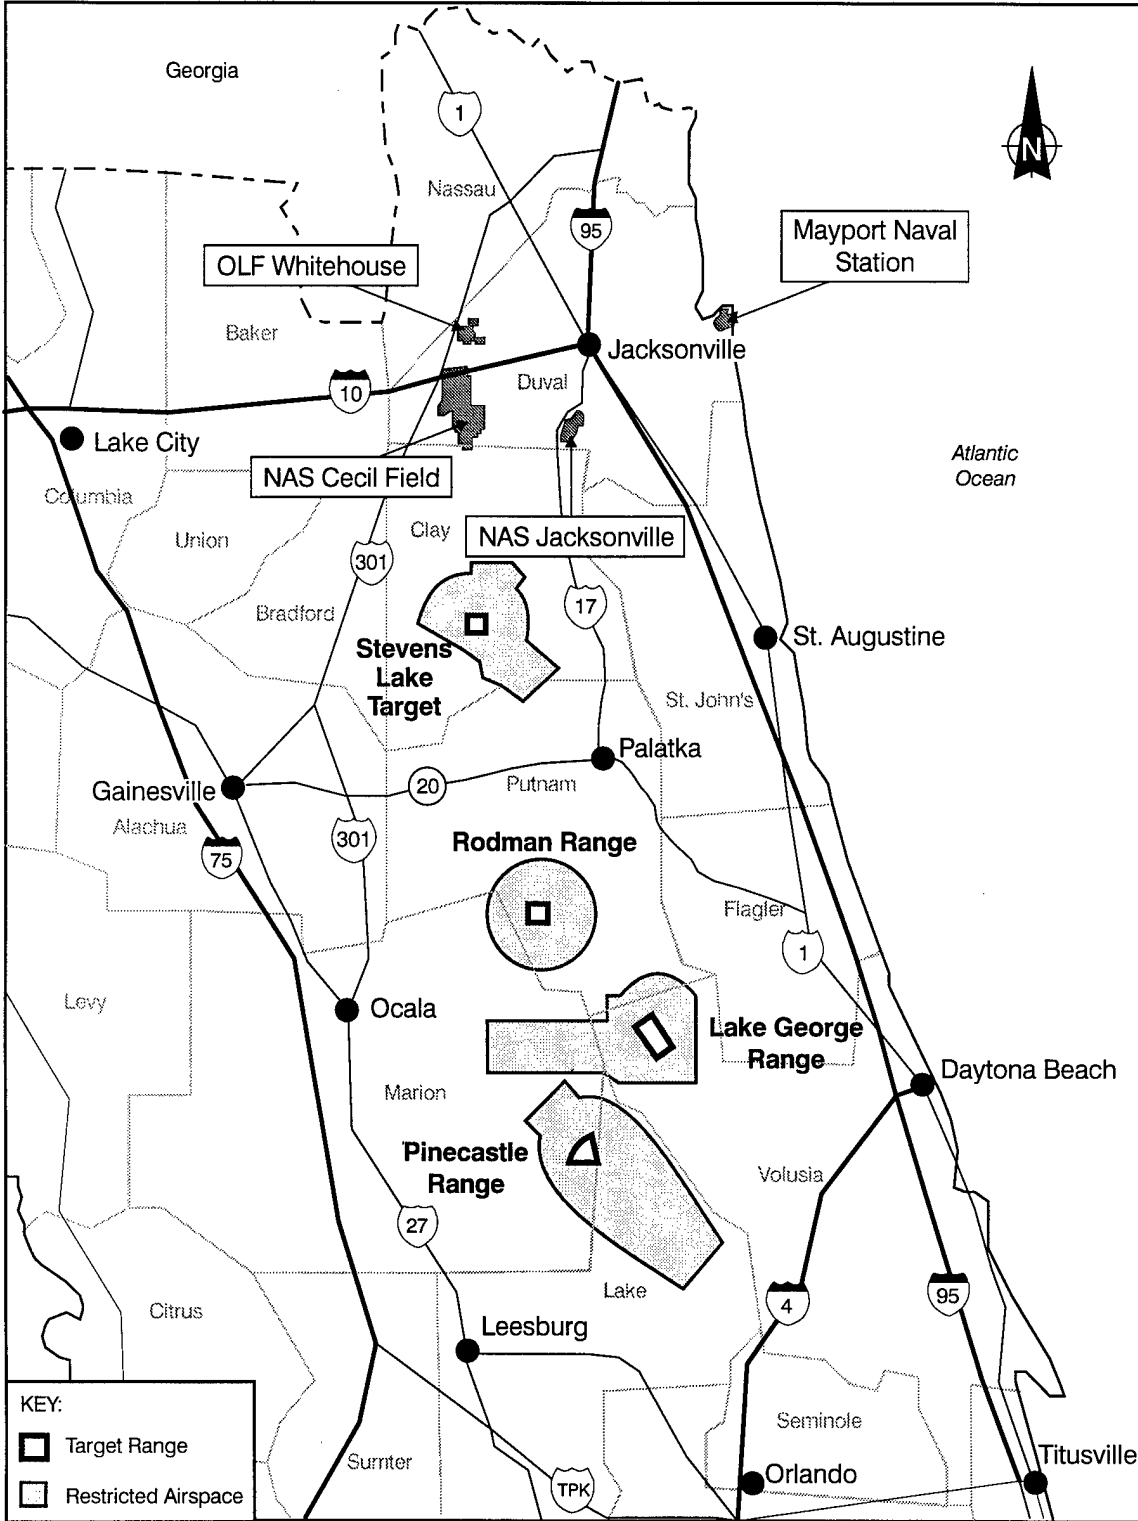 Georgia
1
N
Nassau
95
Mayport Naval
Station
OLF Whitehouse
Baker
Jacksonville
Duval
10
Lake City
Atlantic
Ocean
NAS Cecil Field
Columbia
Clay
NAS Jacksonville
Union
301
17
Bradford
St. Augustine
Stevens
Lake
Target
St. John's
Palatka
20
Putnam
Gainesville
Alachua
301
Rodman Range
75
Flagler
1
Levy
Ocala
Lake George
Range
Daytona Beach
Marion
Pinecastle
Range
Volusia
27
Lake
4
95
Citrus
Leesburg
KEY:
Target Range
Restricted Airspace
Seminole
Sumter
TPK
Orlando
Titusville